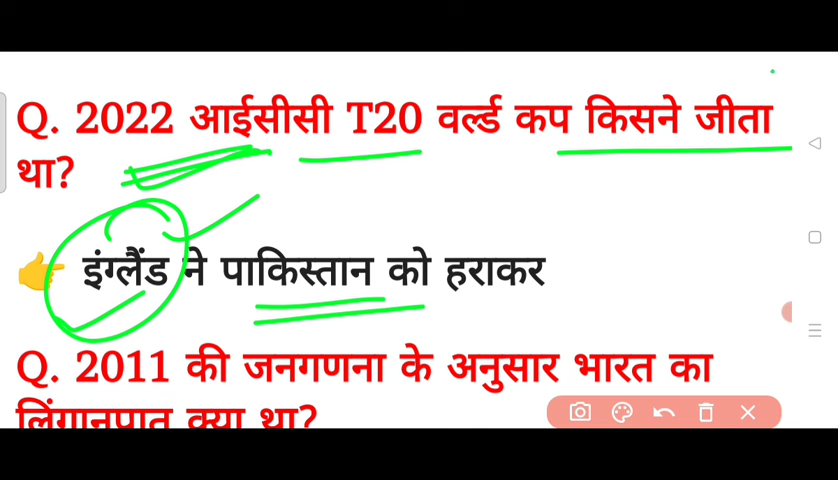 Q. 2022 आईसीसी T20 वर्ल्ड कप किसने जीता
था?
👉 इंग्लैंड ने पाकिस्तान को हराकर
Q. 2011 की जनगणना के अनुसार भारत का
लिंगानुपात क्या था?